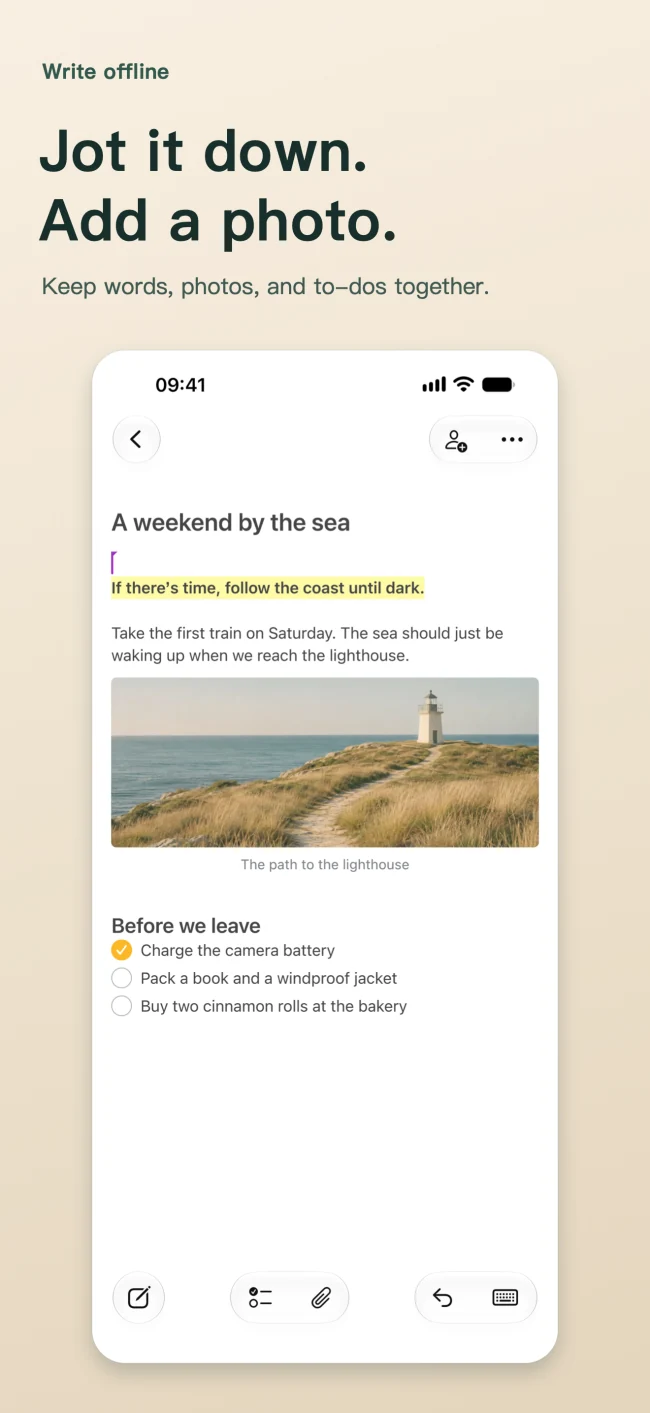 Write offline
Jot it down.
Add a photo.
Keep words, photos, and to-dos together.
09:41
A weekend by the sea
If there's time, follow the coast until dark.
Take the first train on Saturday. The sea should just be
waking up when we reach the lighthouse.
The path to the lighthouse
Before we leave
Charge the camera battery
Pack a book and a windproof jacket
Buy two cinnamon rolls at the bakery